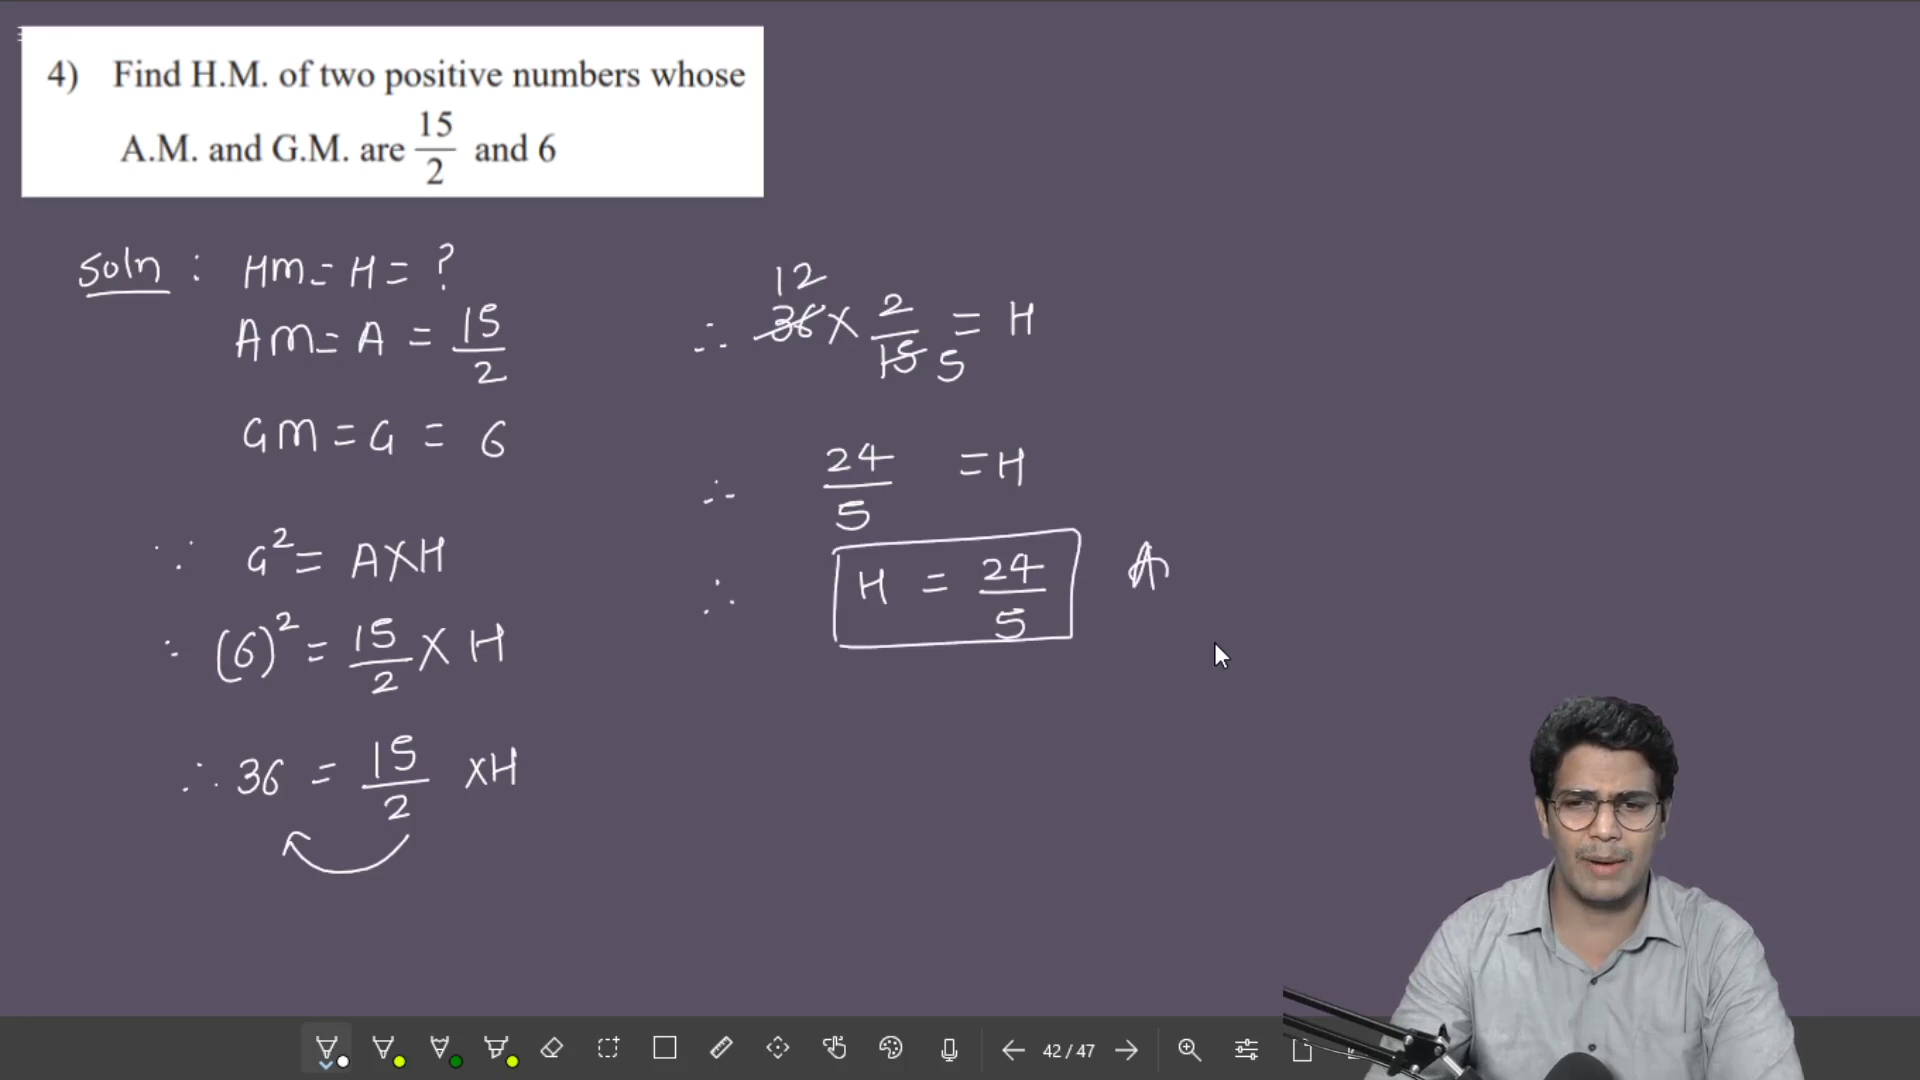 4) Find H.M. of two positive numbers whose
A.M. and G.M. are 15/2 and 6
Soln : Hm = H = ?
Am = A = 15/2
Gm = G = 6
∵ G² = A×H
∴ (6)² = 15/2 × H
∴ 36 = 15/2 ×H
12
∴ 36 × 2/15 = H
5
∴ 24/5 = H
∴ H = 24/5
A
42 / 47